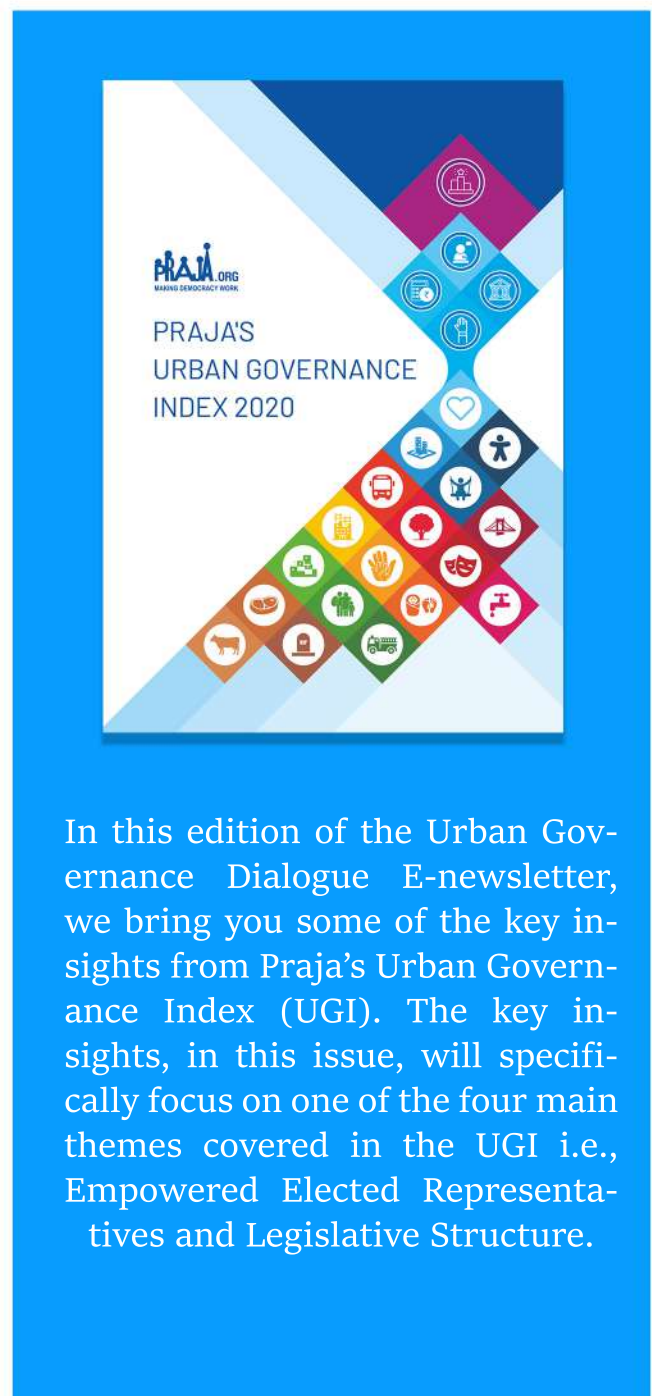 PRAJA.ORG
MAKING DEMOCRACY WORK
PRAJA'S
URBAN GOVERNANCE
INDEX 2020
In this edition of the Urban Gov-
ernance Dialogue E-newsletter,
we bring you some of the key in-
sights from Praja’s Urban Govern-
ance Index (UGI). The key in-
sights, in this issue, will specifi-
cally focus on one of the four main
themes covered in the UGI i.e.,
Empowered Elected Representa-
tives and Legislative Structure.